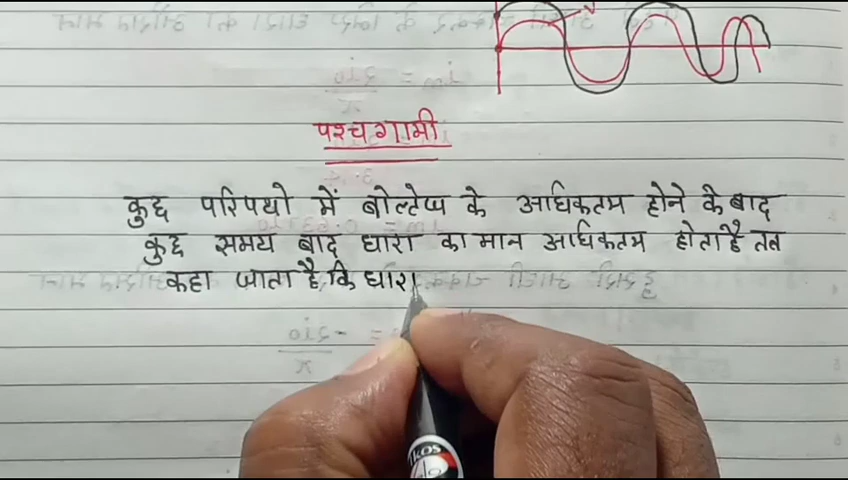 पश्चगामी
कुछ परिपथो में वोल्टेज के अधिकतम होने के बाद
कुछ समय बाद धारा का मान अधिकतम होता है तब
कहा जाता है कि धारा